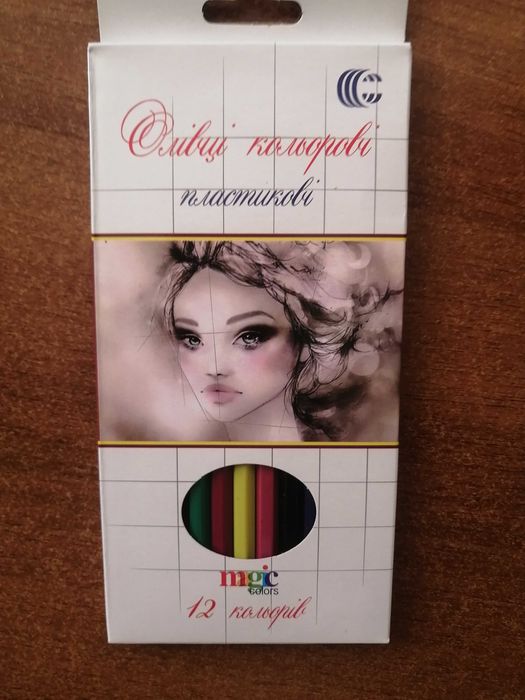 Олівці кольорові
пластикові
magic
colors
12 кольорів